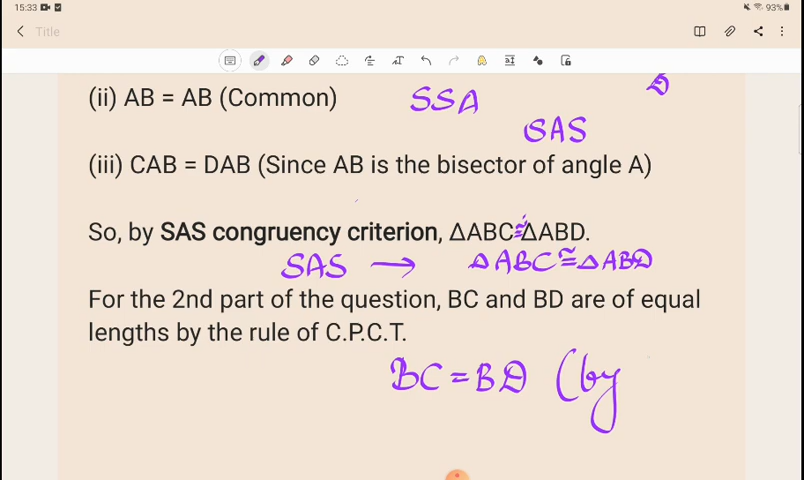 15:33 93%
Title
(ii) AB = AB (Common) SSA
SAS
(iii) CAB = DAB (Since AB is the bisector of angle A)
So, by SAS congruency criterion, ΔABC≅ΔABD.
SAS → ΔABC≅ΔABD
For the 2nd part of the question, BC and BD are of equal
lengths by the rule of C.P.C.T.
BC=BD (by